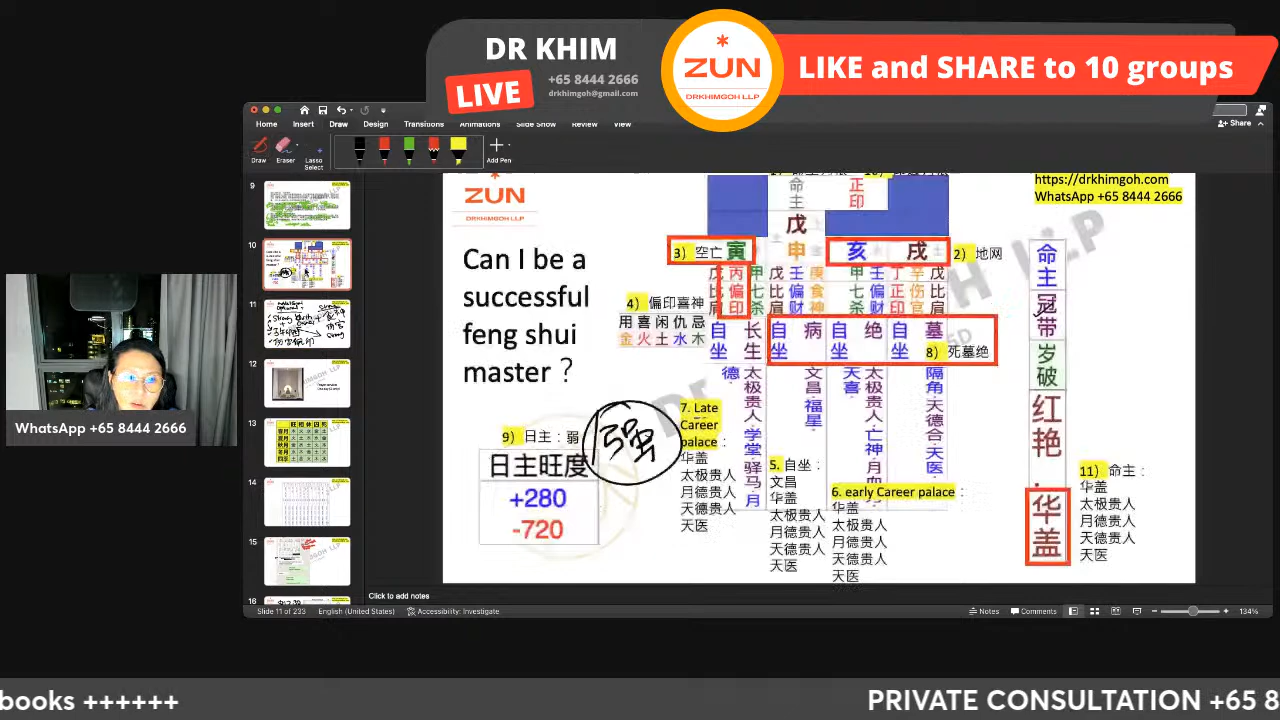 DR KHIM
LIVE
+65 8444 2666
drkhimgoh@gmail.com
ZUN
DRKHIMGOH LLP
LIKE and SHARE to 10 groups
Home Insert Draw Design Transitions Animations Slide Show Review View
Share
Draw
Eraser
Lasso Select
Add Pen
9
10
11
12
13
14
15
16
ZUN
DRKHIMGOH LLP
Can I be a
successful
feng shui
master ?
https://drkhimgoh.com
WhatsApp +65 8444 2666
命主
正印
戊
3）空亡 寅
申
亥 戌
2）地网
4）偏印喜神
用喜闲仇忌
金火土水木
戊比肩
丙偏印
甲七杀
戊比肩
壬偏财
庚食神
甲七杀
壬偏财
丁正印
辛伤官
戊比肩
自坐
长生
自坐
病
自坐
绝
自坐
墓
8）死墓绝
德
太极贵人·学堂·驿马·月
文昌·福星
天喜
太极贵人·亡神·月
隔角·天德合·天医
命主
冠带
岁破
红艳
华盖
9）日主：弱
强
日主旺度
+280
-720
7. Late
Career
palace：
华盖
太极贵人
月德贵人
天德贵人
天医
5. 自坐：
文昌
华盖
太极贵人
月德贵人
天德贵人
天医
6. early Career palace：
华盖
太极贵人
月德贵人
天德贵人
天医
11）命主：
华盖
太极贵人
月德贵人
天德贵人
天医
WhatsApp +65 8444 2666
Click to add notes
Slide 11 of 233 English (United States) Accessibility: Investigate
Notes Comments 134%
books ++++++
PRIVATE CONSULTATION +65 8